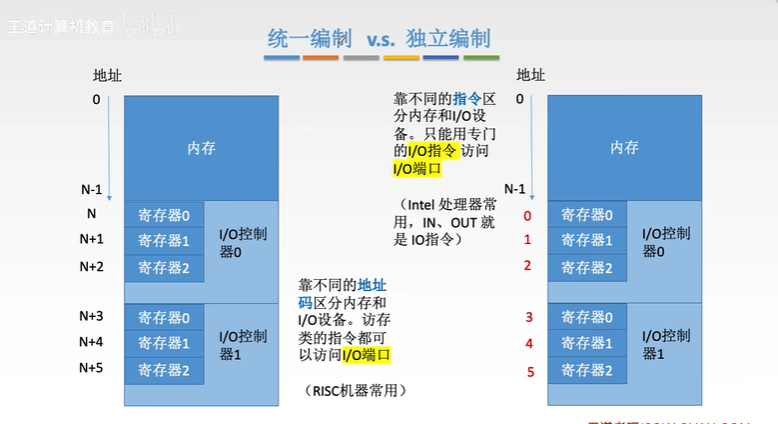 王道计算机教育
统一编制 v.s. 独立编制
地址
0
内存
N-1
N
寄存器0
N+1
寄存器1
N+2
寄存器2
I/O控制
器0
N+3
寄存器0
N+4
寄存器1
N+5
寄存器2
I/O控制
器1
靠不同的地址
码区分内存和
I/O设备。访存
类的指令都可
以访问I/O端口
（RISC机器常用）
靠不同的指令区
分内存和I/O设
备。只能用专门
的I/O指令 访问
I/O端口
（Intel 处理器常
用，IN、OUT 就
是 IO指令）
地址
0
内存
N-1
0
寄存器0
1
寄存器1
2
寄存器2
I/O控制
器0
3
寄存器0
4
寄存器1
5
寄存器2
I/O控制
器1